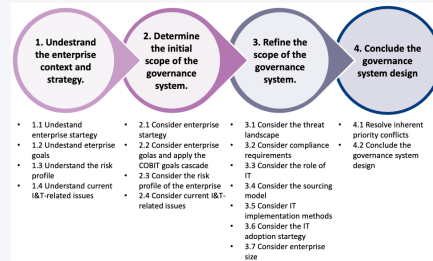 1. Undestrand
the enterprise
context and
strategy.
2. Determine
the initial
scope of the
governance
system.
3. Refine the
scope of the
governance
system.
4. Conclude the
governance
system design
• 1.1 Understand
enterprise startegy
• 1.2 Undestand eterprise
goals
• 1.3 Understand the risk
profile
• 1.4 Understand current
I&T-related issues
• 2.1 Consider enterprise
startegy
• 2.2 Consider enterprise
golas and apply the
COBIT goals cascade
• 2.3 Consider the risk
profile of the enterprise
• 2.4 Consider current I&T-
related issues
• 3.1 Consider the threat
landscape
• 3.2 Consider compliance
requirements
• 3.3 Consider the role of
IT
• 3.4 Consider the sourcing
model
• 3.5 Consider IT
implementation methods
• 3.6 Consider the IT
adoption startegy
• 3.7 Consider enterprise
size
• 4.1 Resolve inherent
priority conflicts
• 4.2 Conclude the
governance system
design